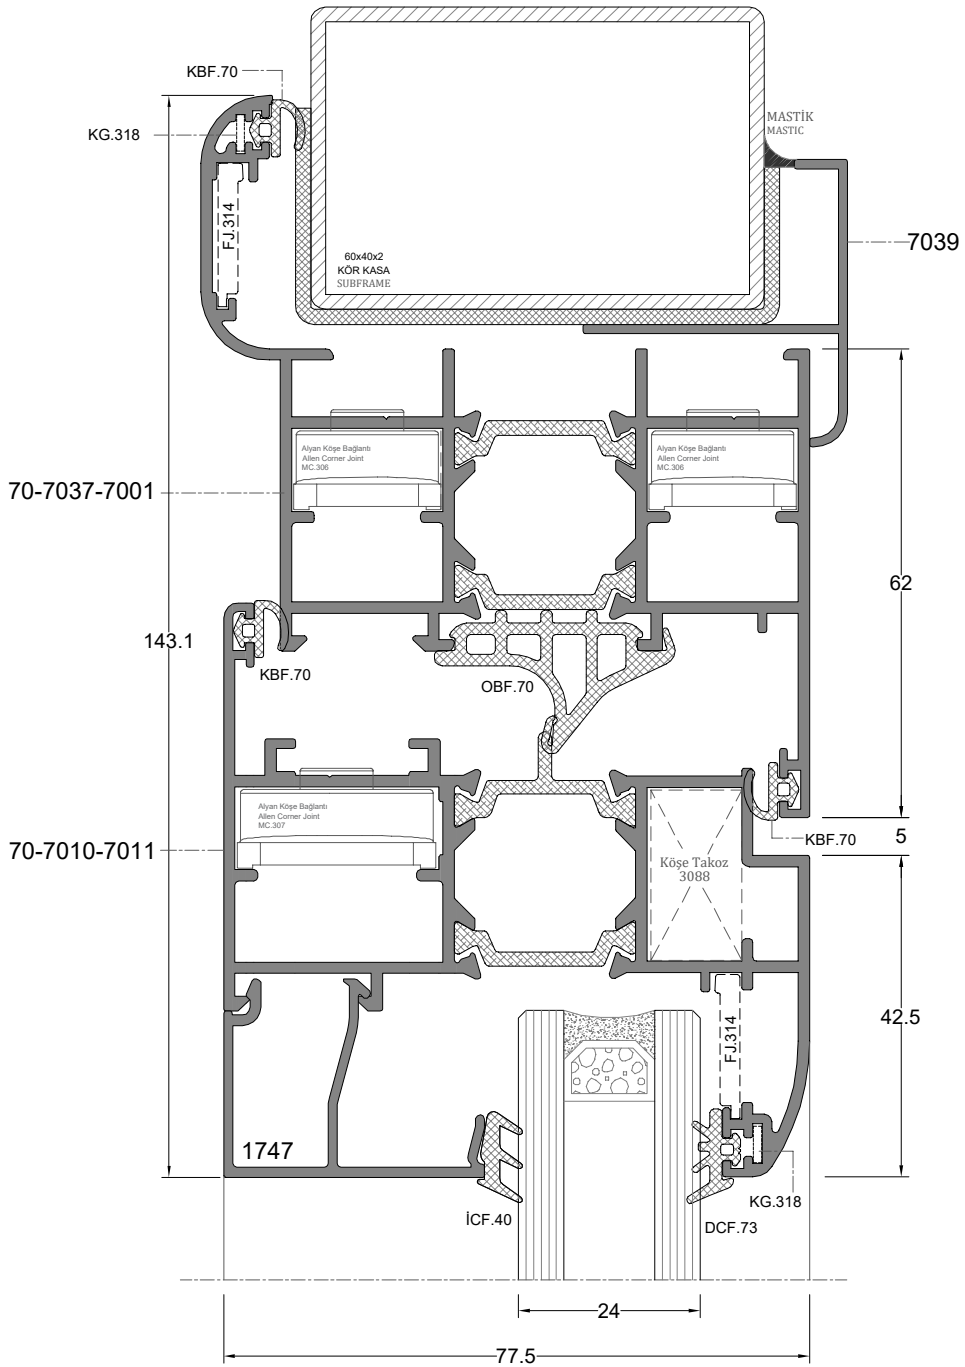 KBF.70
KG.318
MASTİK
MASTIC
FJ.314
7039
60x40x2
KÖR KASA
SUBFRAME
Alyan Köşe Bağlantı
Allen Corner Joint
MC.306
Alyan Köşe Bağlantı
Allen Corner Joint
MC.306
70-7037-7001
62
143.1
KBF.70
OBF.70
Alyan Köşe Bağlantı
Allen Corner Joint
MC.307
KBF.70
5
70-7010-7011
Köşe Takoz
3088
42.5
FJ.314
1747
KG.318
İCF.40
DCF.73
24
77.5